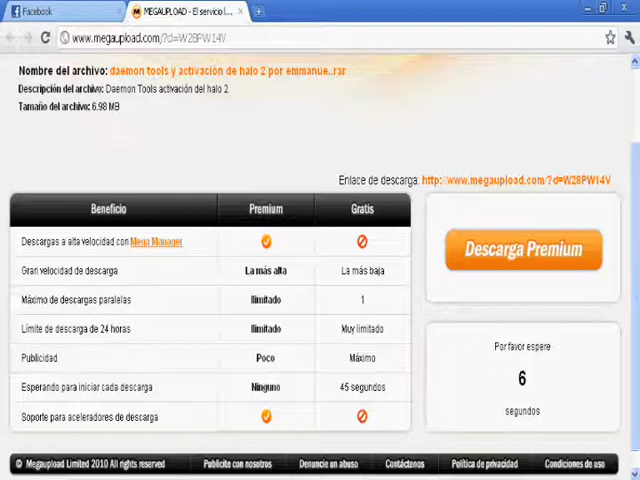 Facebook
MEGAUPLOAD - El servicio l...
www.megaupload.com/?d=W28PW14V
Nombre del archivo: daemon tools y activación de halo 2 por emmanue..rar
Descripción del archivo: Daemon Tools activación del halo 2.
Tamaño del archivo: 6.98 MB
Enlace de descarga: http://www.megaupload.com/?d=W28PW14V
Beneficio Premium Gratis
Descargas a alta velocidad con Mega Manager
Gran velocidad de descarga La más alta La más baja
Máximo de descargas paralelas Ilimitado 1
Límite de descarga de 24 horas Ilimitado Muy limitado
Publicidad Poco Máximo
Esperando para iniciar cada descarga Ninguno 45 segundos
Soporte para aceleradores de descarga
Descarga Premium
Por favor espere
6
segundos
© Megaupload Limited 2010 All rights reserved Publicite con nosotros Denuncie un abuso Contáctenos Política de privacidad Condiciones de uso